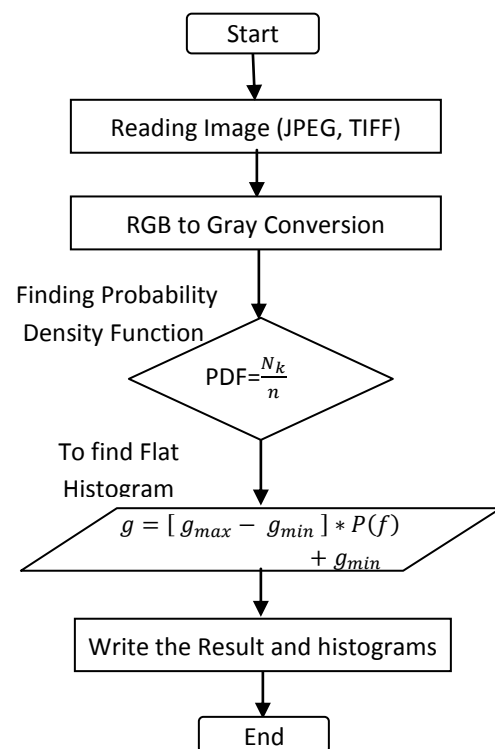 Start
Reading Image (JPEG, TIFF)
RGB to Gray Conversion
Finding Probability
Density Function
PDF=\frac{N_k}{n}
To find Flat
Histogram
g = [ g_{max} − g_{min} ] * P(f)
+ g_{min}
Write the Result and histograms
End